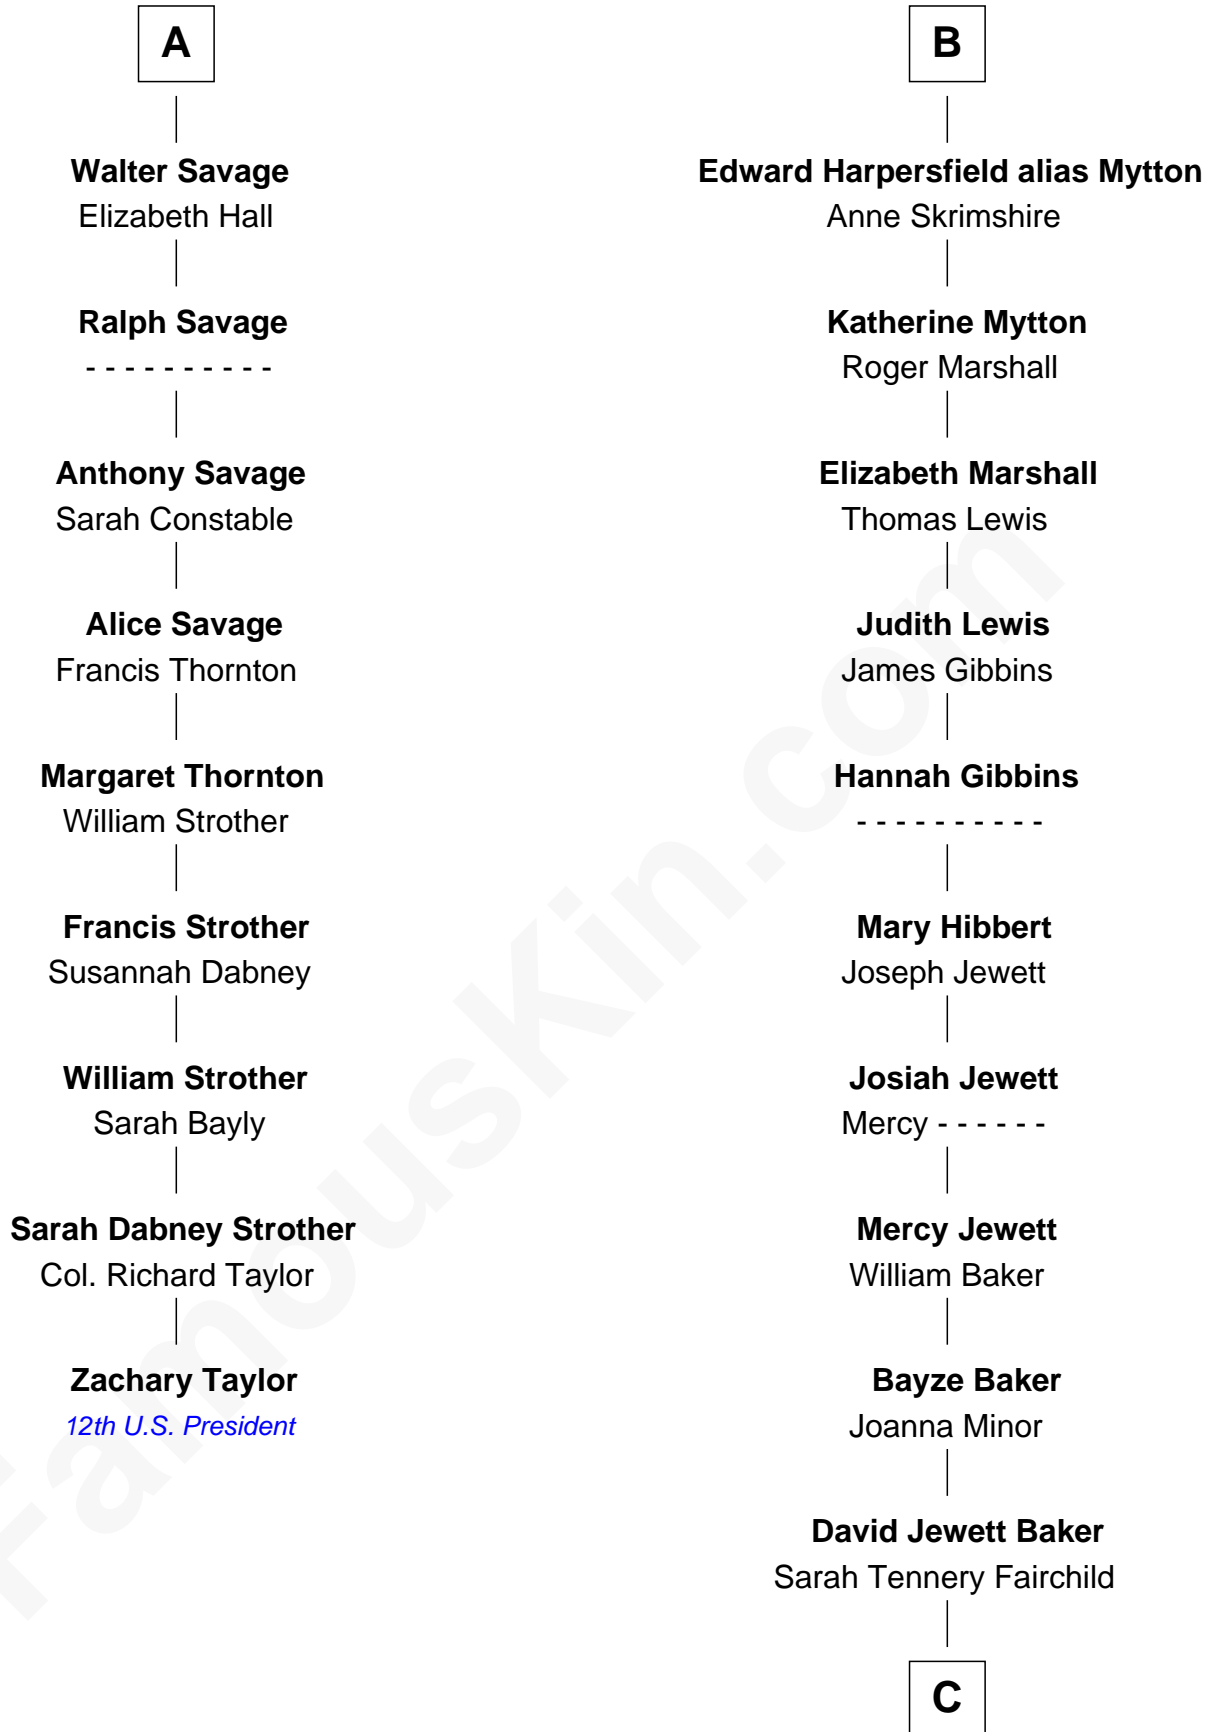 A
Walter Savage
Elizabeth Hall
Ralph Savage
- - - - - - - - - -
Anthony Savage
Sarah Constable
Alice Savage
Francis Thornton
Margaret Thornton
William Strother
Francis Strother
Susannah Dabney
William Strother
Sarah Bayly
Sarah Dabney Strother
Col. Richard Taylor
Zachary Taylor
12th U.S. President
B
Edward Harpersfield alias Mytton
Anne Skrimshire
Katherine Mytton
Roger Marshall
Elizabeth Marshall
Thomas Lewis
Judith Lewis
James Gibbins
Hannah Gibbins
- - - - - - - - - -
Mary Hibbert
Joseph Jewett
Josiah Jewett
Mercy - - - - - -
Mercy Jewett
William Baker
Bayze Baker
Joanna Minor
David Jewett Baker
Sarah Tennery Fairchild
C
FamousKin.com